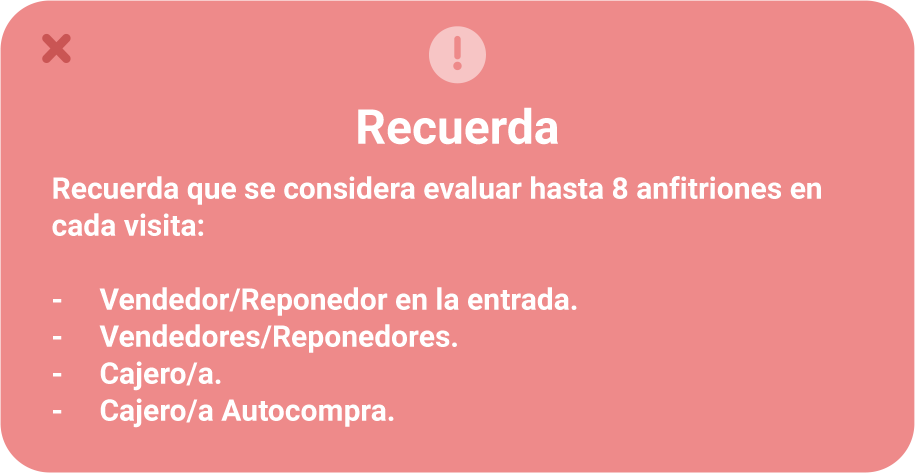 Recuerda
Recuerda que se considera evaluar hasta 8 anfitriones en
cada visita:
- Vendedor/Reponedor en la entrada.
- Vendedores/Reponedores.
- Cajero/a.
- Cajero/a Autocompra.